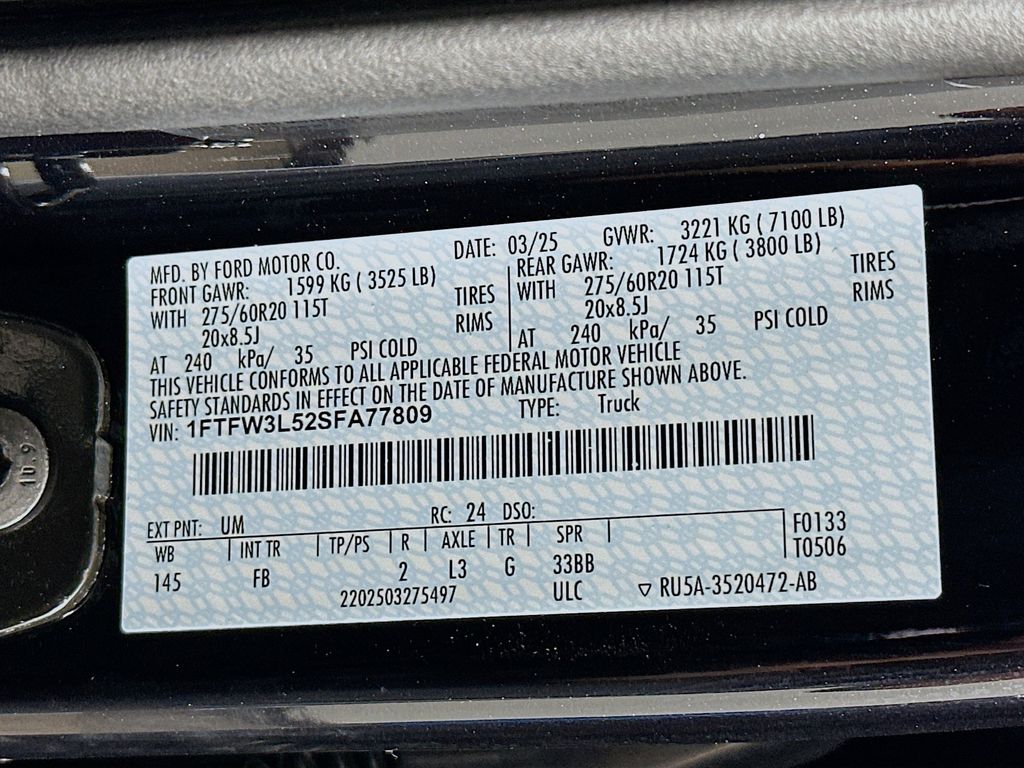 MFD. BY FORD MOTOR CO. DATE: 03/25 GVWR: 3221 KG ( 7100 LB)
FRONT GAWR: 1599 KG ( 3525 LB) REAR GAWR: 1724 KG ( 3800 LB)
WITH 275/60R20 115T TIRES WITH 275/60R20 115T TIRES
20x8.5J RIMS 20x8.5J RIMS
AT 240 kPa/ 35 PSI COLD AT 240 kPa/ 35 PSI COLD
THIS VEHICLE CONFORMS TO ALL APPLICABLE FEDERAL MOTOR VEHICLE
SAFETY STANDARDS IN EFFECT ON THE DATE OF MANUFACTURE SHOWN ABOVE.
VIN: 1FTFW3L52SFA77809 TYPE: Truck
EXT PNT: UM RC: 24 DSO:
WB INT TR TP/PS R AXLE TR SPR F0133
145 FB 2 L3 G 33BB T0506
2202503275497 ULC ▽ RU5A-3520472-AB
10.9